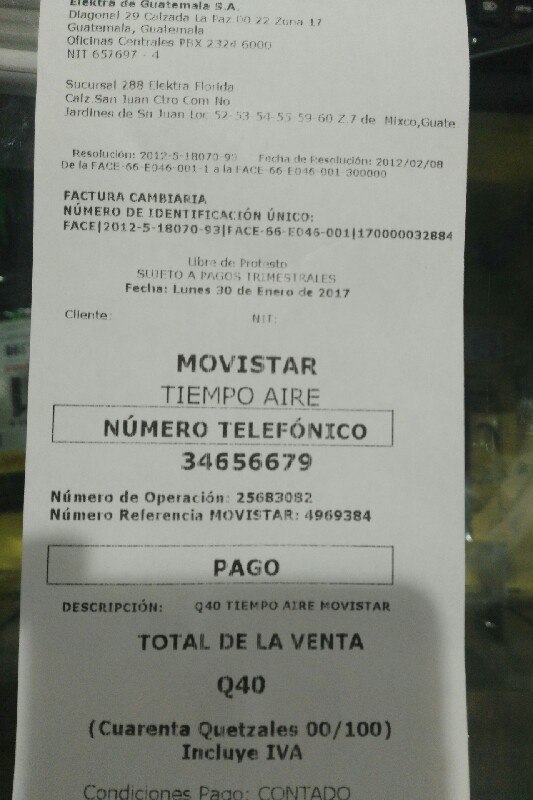 Elektra de Guatemala S.A.
Diagonal 29 Calzada La Paz 00 22 Zona 17
Guatemala, Guatemala
Oficinas Centrales PBX 2324 6000
NIT 657697 - 4
Sucursal 288 Elektra Florida
Calz.San Juan Ctro Com No
Jardines de Sn Juan Loc 52-53-54-55-59-60 Z.7 de Mixco,Guate
Resolución: 2012-5-18070-93 Fecha de Resolución: 2012/02/08
De la FACE-66-E046-001-1 a la FACE-66-E046-001-300000
FACTURA CAMBIARIA
NÚMERO DE IDENTIFICACIÓN ÚNICO:
FACE|2012-5-18070-93|FACE-66-E046-001|170000032884
Libre de Protesto
SUJETO A PAGOS TRIMESTRALES
Fecha: Lunes 30 de Enero de 2017
Cliente: NIT:
MOVISTAR
TIEMPO AIRE
NÚMERO TELEFÓNICO
34656679
Número de Operación: 25683082
Número Referencia MOVISTAR: 4969384
PAGO
DESCRIPCIÓN: Q40 TIEMPO AIRE MOVISTAR
TOTAL DE LA VENTA
Q40
(Cuarenta Quetzales 00/100)
Incluye IVA
Condiciones Pago: CONTADO